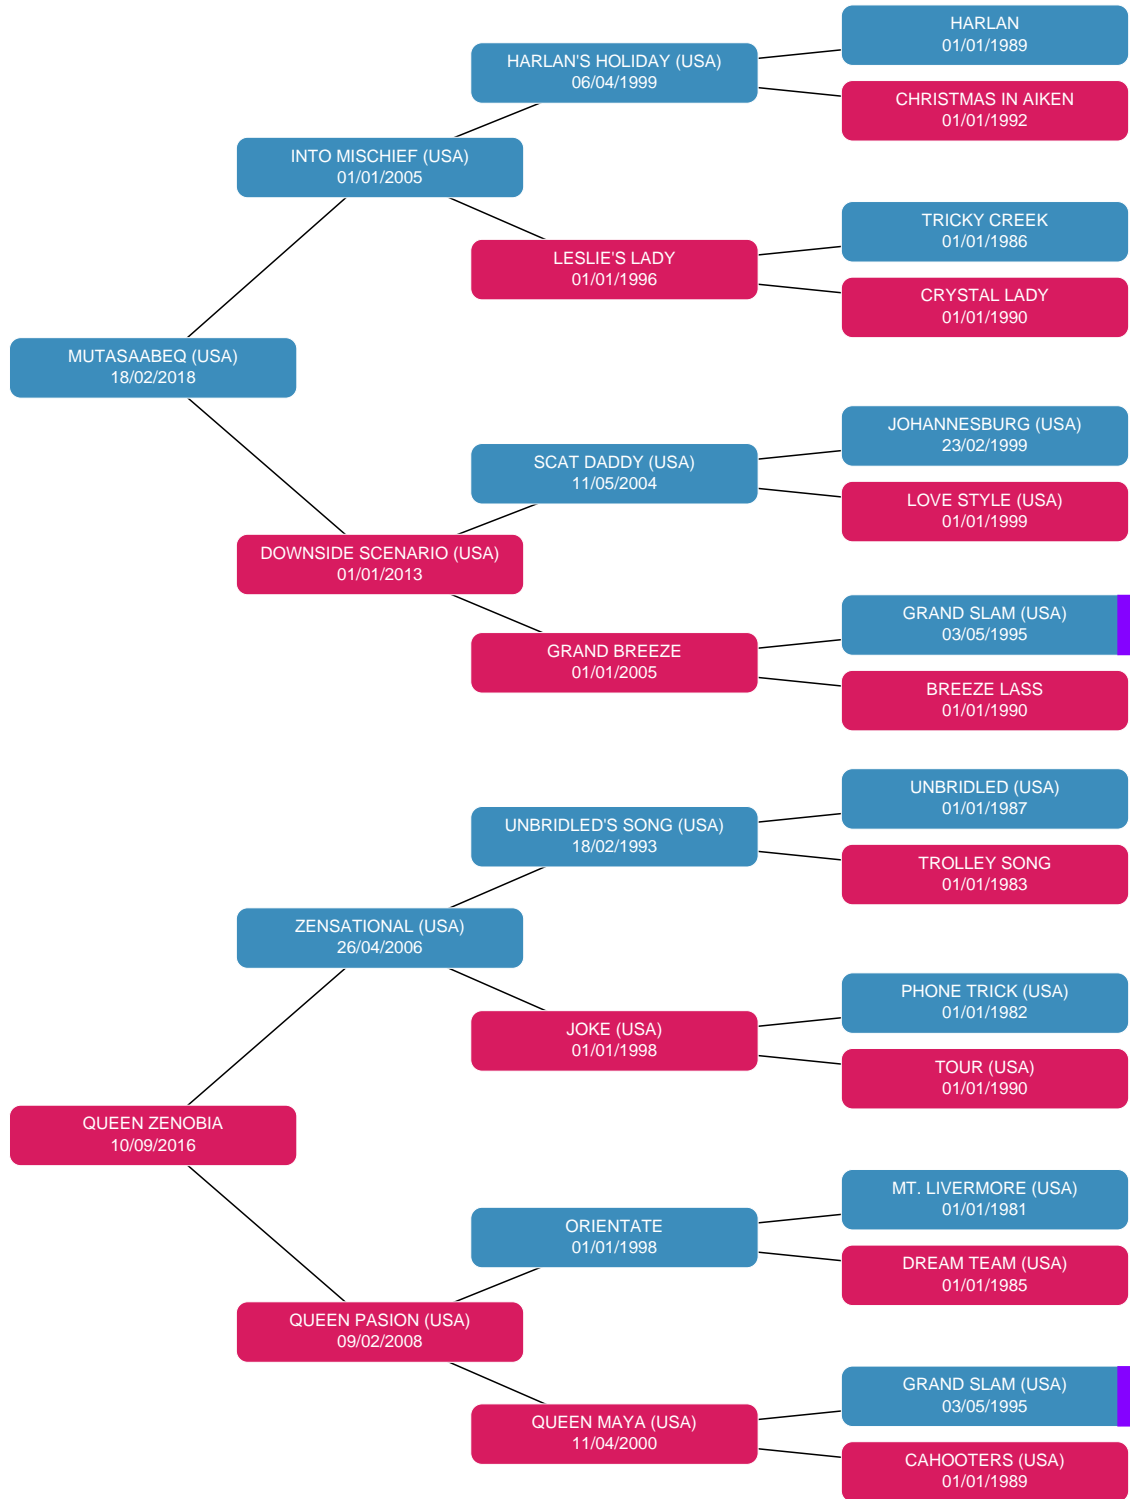 HARLAN
01/01/1989
HARLAN'S HOLIDAY (USA)
06/04/1999
CHRISTMAS IN AIKEN
01/01/1992
INTO MISCHIEF (USA)
01/01/2005
TRICKY CREEK
01/01/1986
LESLIE'S LADY
01/01/1996
CRYSTAL LADY
01/01/1990
MUTASAABEQ (USA)
18/02/2018
JOHANNESBURG (USA)
23/02/1999
SCAT DADDY (USA)
11/05/2004
LOVE STYLE (USA)
01/01/1999
DOWNSIDE SCENARIO (USA)
01/01/2013
GRAND SLAM (USA)
03/05/1995
GRAND BREEZE
01/01/2005
BREEZE LASS
01/01/1990
UNBRIDLED (USA)
01/01/1987
UNBRIDLED'S SONG (USA)
18/02/1993
TROLLEY SONG
01/01/1983
ZENSATIONAL (USA)
26/04/2006
PHONE TRICK (USA)
01/01/1982
JOKE (USA)
01/01/1998
TOUR (USA)
01/01/1990
QUEEN ZENOBIA
10/09/2016
MT. LIVERMORE (USA)
01/01/1981
ORIENTATE
01/01/1998
DREAM TEAM (USA)
01/01/1985
QUEEN PASION (USA)
09/02/2008
GRAND SLAM (USA)
03/05/1995
QUEEN MAYA (USA)
11/04/2000
CAHOOTERS (USA)
01/01/1989